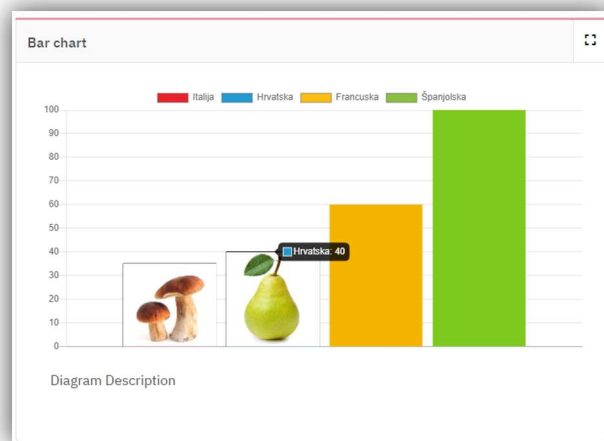 Bar chart
Italija Hrvatska Francuska Španjolska
100
90
80
70
60
50
40
Hrvatska: 40
30
20
10
0
Diagram Description